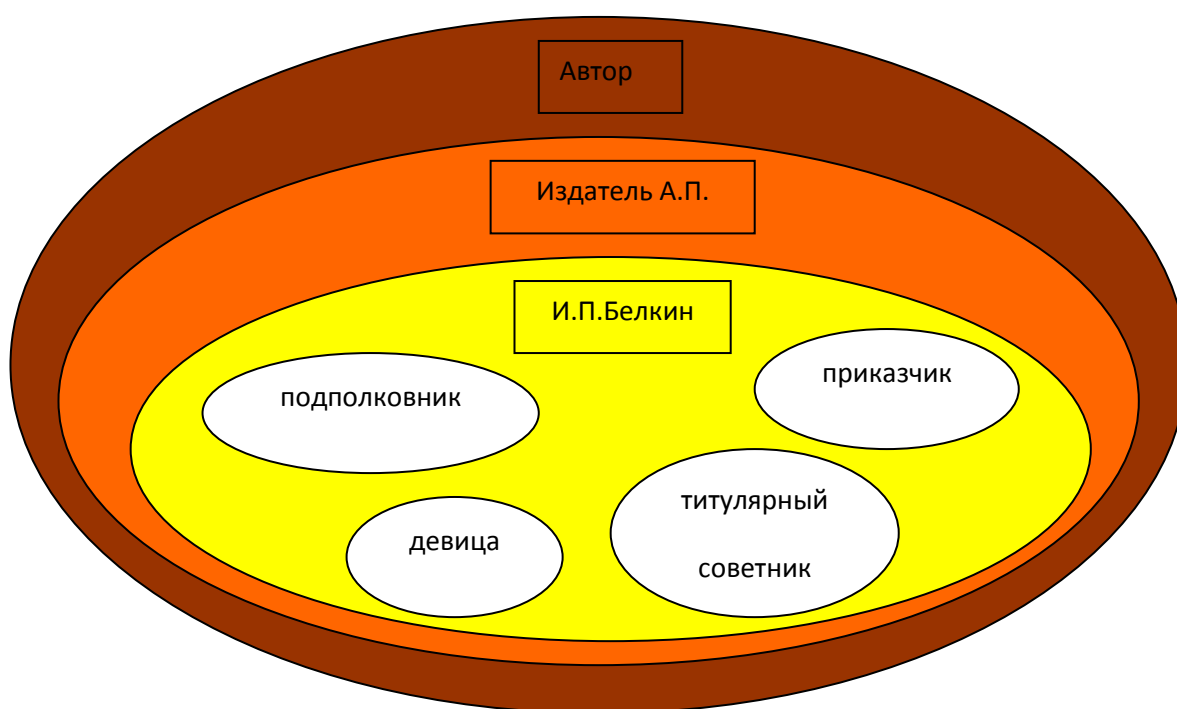 Автор
Издатель А.П.
И.П.Белкин
подполковник
приказчик
девица
титулярный
советник